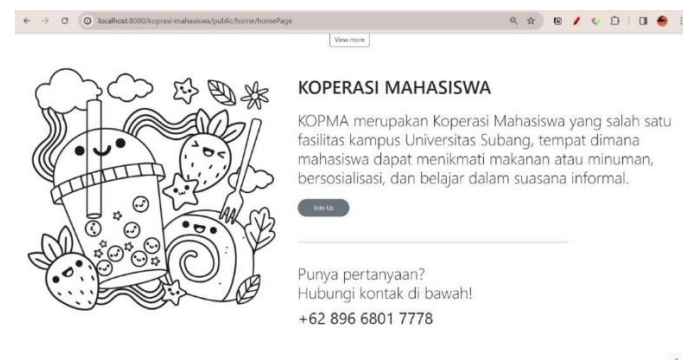 localhost:8080/koprasi-mahasiswa/public/home/homePage
View more
KOPERASI MAHASISWA
KOPMA merupakan Koperasi Mahasiswa yang salah satu
fasilitas kampus Universitas Subang, tempat dimana
mahasiswa dapat menikmati makanan atau minuman,
bersosialisasi, dan belajar dalam suasana informal.
Join Us
Punya pertanyaan?
Hubungi kontak di bawah!
+62 896 6801 7778